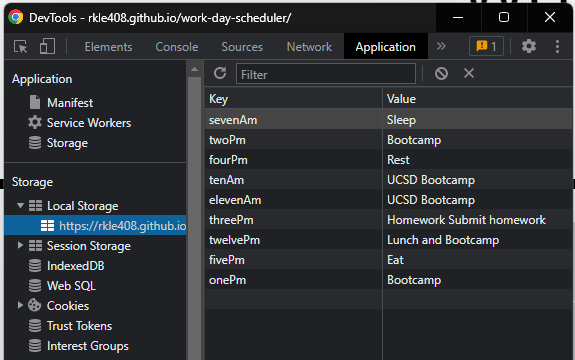 DevTools - rkle408.github.io/work-day-scheduler/
Elements Console Sources Network Application » 1
Application
Manifest
Service Workers
Storage
Storage
Local Storage
https://rkle408.github.io
Session Storage
IndexedDB
Web SQL
Cookies
Trust Tokens
Interest Groups
Filter
Key Value
sevenAm Sleep
twoPm Bootcamp
fourPm Rest
tenAm UCSD Bootcamp
elevenAm UCSD Bootcamp
threePm Homework Submit homework
twelvePm Lunch and Bootcamp
fivePm Eat
onePm Bootcamp